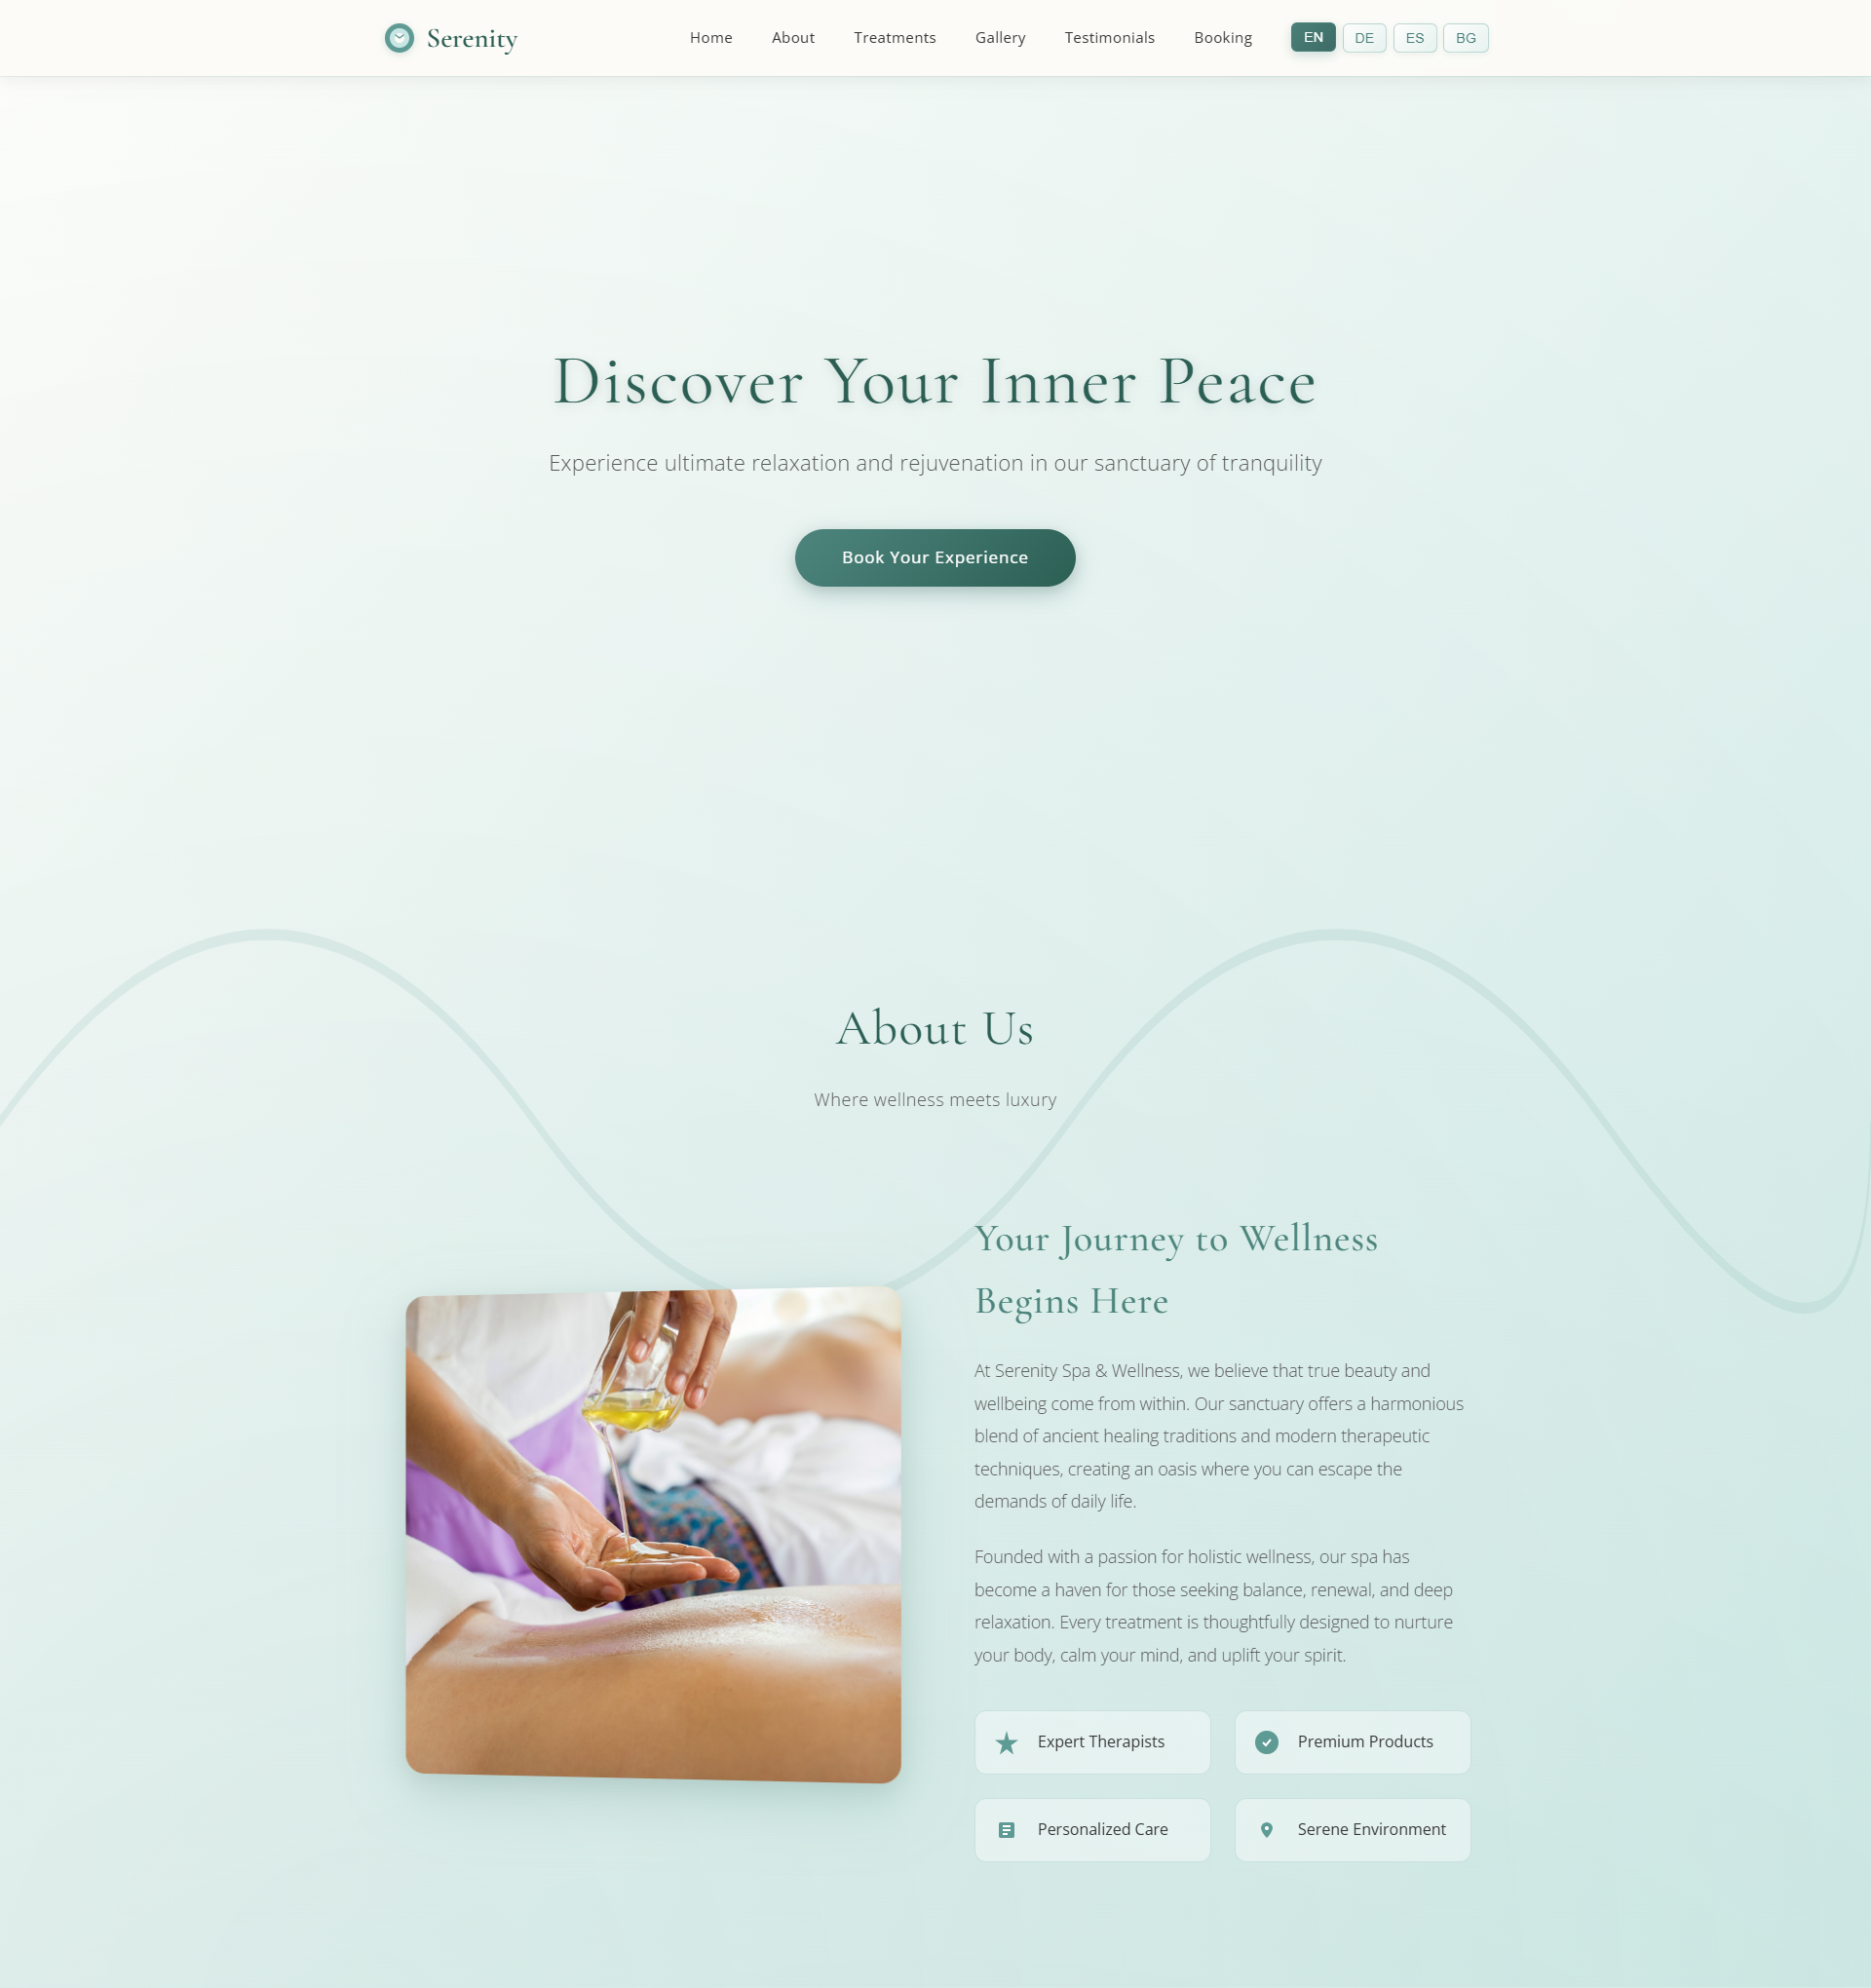 Serenity
Home About Treatments Gallery Testimonials Booking EN DE ES BG
Discover Your Inner Peace
Experience ultimate relaxation and rejuvenation in our sanctuary of tranquility
Book Your Experience
About Us
Where wellness meets luxury
Your Journey to Wellness
Begins Here
At Serenity Spa & Wellness, we believe that true beauty and
wellbeing come from within. Our sanctuary offers a harmonious
blend of ancient healing traditions and modern therapeutic
techniques, creating an oasis where you can escape the
demands of daily life.
Founded with a passion for holistic wellness, our spa has
become a haven for those seeking balance, renewal, and deep
relaxation. Every treatment is thoughtfully designed to nurture
your body, calm your mind, and uplift your spirit.
Expert Therapists
Premium Products
Personalized Care
Serene Environment